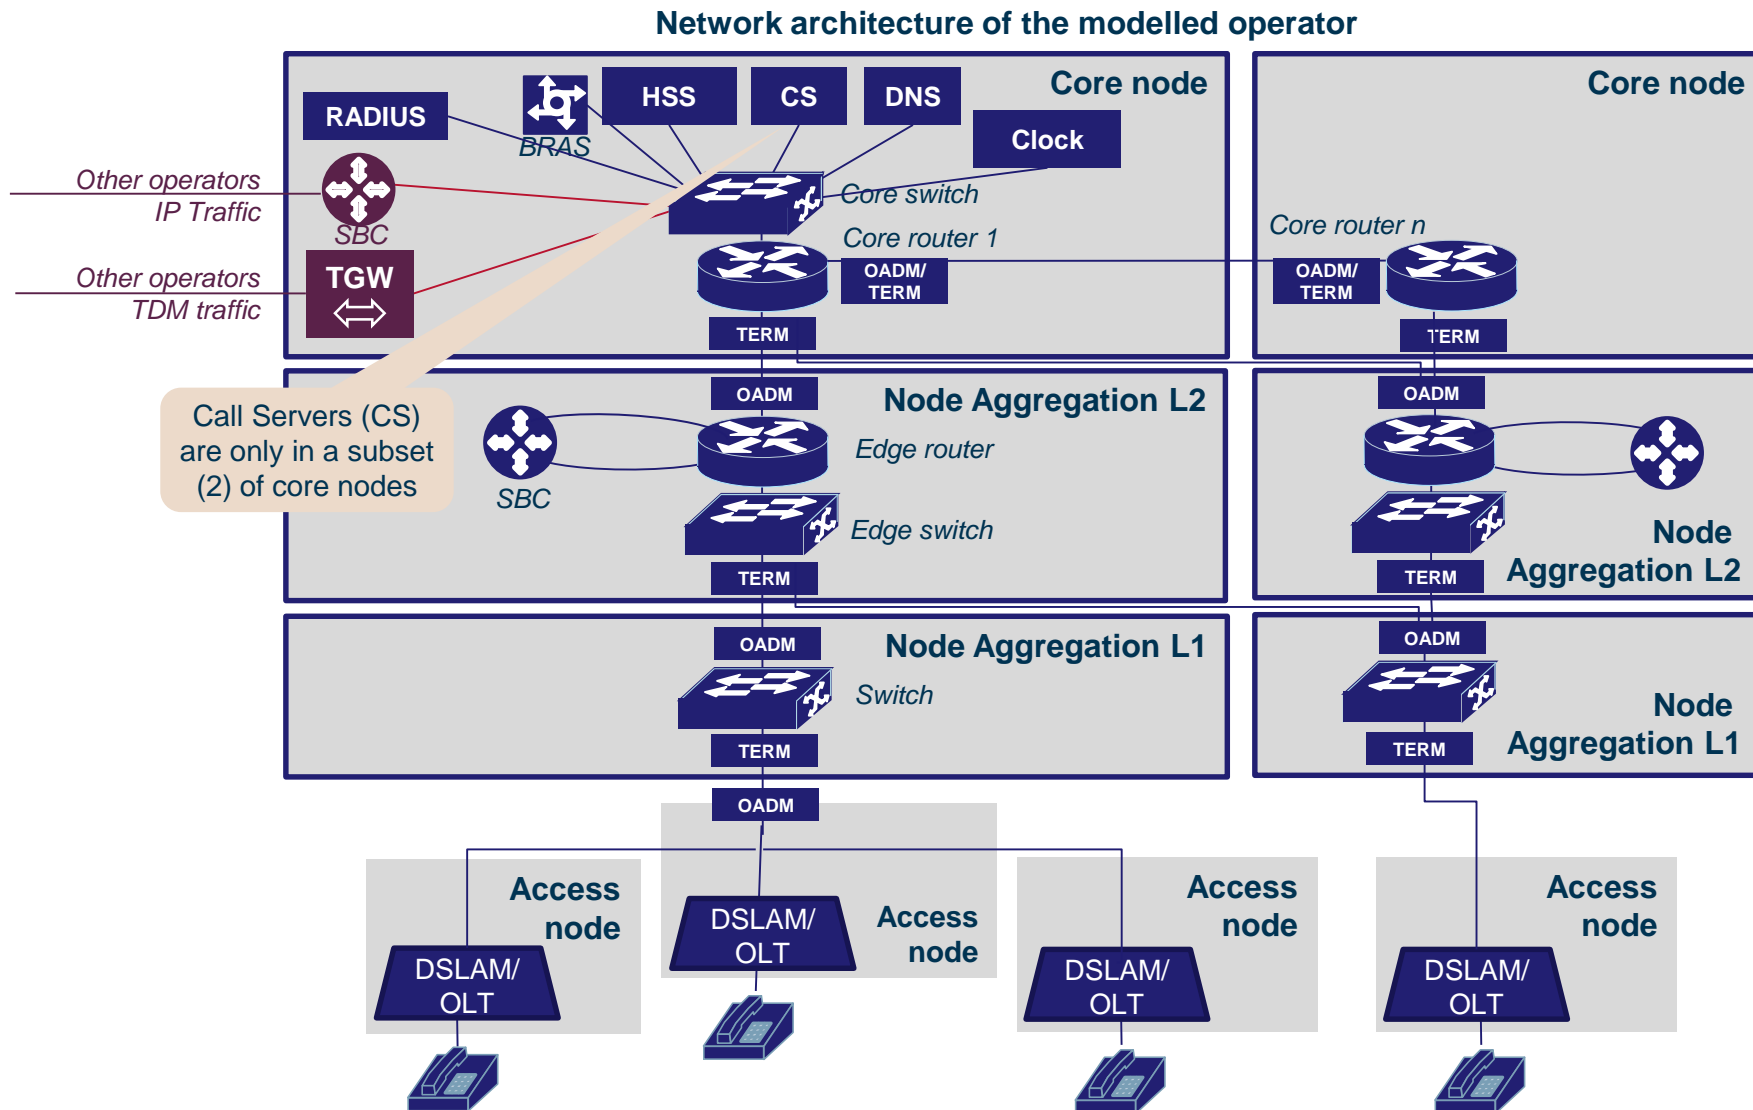 Network architecture of the modelled operator
Core node
Core node
RADIUS
BRAS
HSS
CS
DNS
Clock
Other operators
IP Traffic
SBC
Core switch
Core router 1
Core router n
Other operators
TDM traffic
TGW
OADM/
TERM
OADM/
TERM
TERM
TERM
Call Servers (CS)
are only in a subset
(2) of core nodes
OADM
Node Aggregation L2
Edge router
SBC
Edge switch
TERM
OADM
Node
Aggregation L2
TERM
OADM
Node Aggregation L1
Switch
TERM
OADM
Node
Aggregation L1
TERM
OADM
Access
node
DSLAM/
OLT
Access
node
DSLAM/
OLT
Access
node
DSLAM/
OLT
Access
node
DSLAM/
OLT